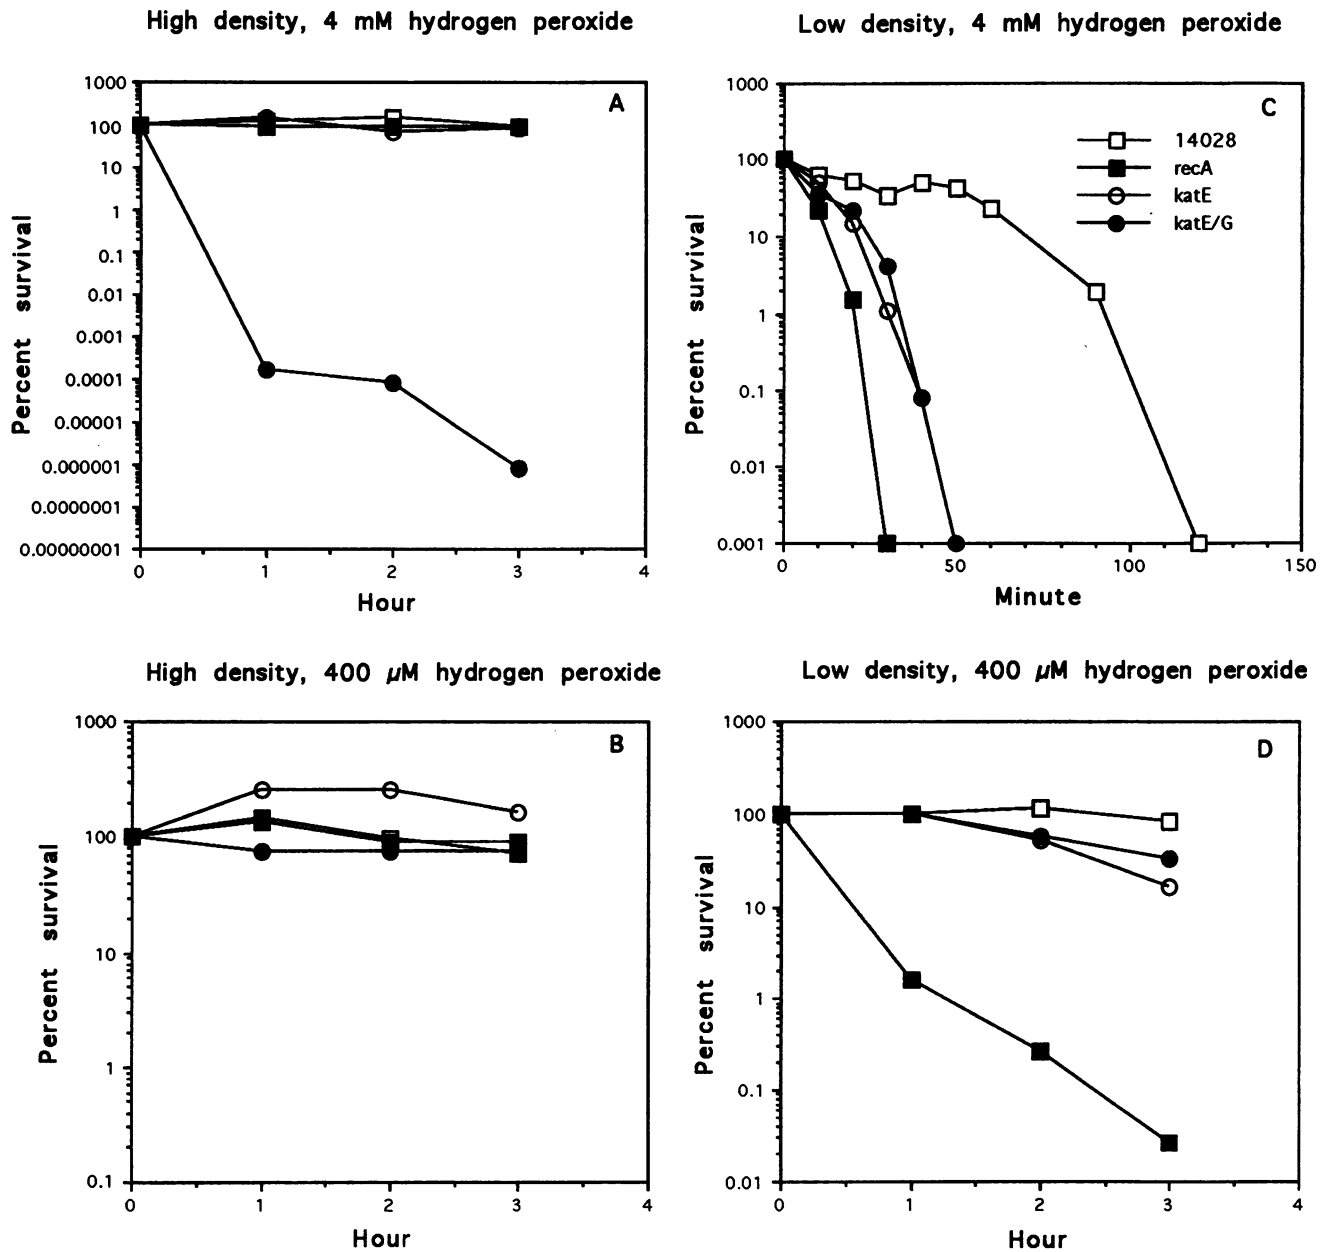 High density, 4 mM hydrogen peroxide
A
1000
100
10
1
0.1
0.01
0.001
0.0001
0.00001
0.000001
0.0000001
0.00000001
Percent survival
0 1 2 3 4
Hour
Low density, 4 mM hydrogen peroxide
C
14028
recA
katE
katE/G
1000
100
10
1
0.1
0.01
0.001
Percent survival
0 50 100 150
Minute
High density, 400 µM hydrogen peroxide
B
1000
100
10
1
0.1
Percent survival
0 1 2 3 4
Hour
Low density, 400 µM hydrogen peroxide
D
1000
100
10
1
0.1
0.01
Percent survival
0 1 2 3 4
Hour